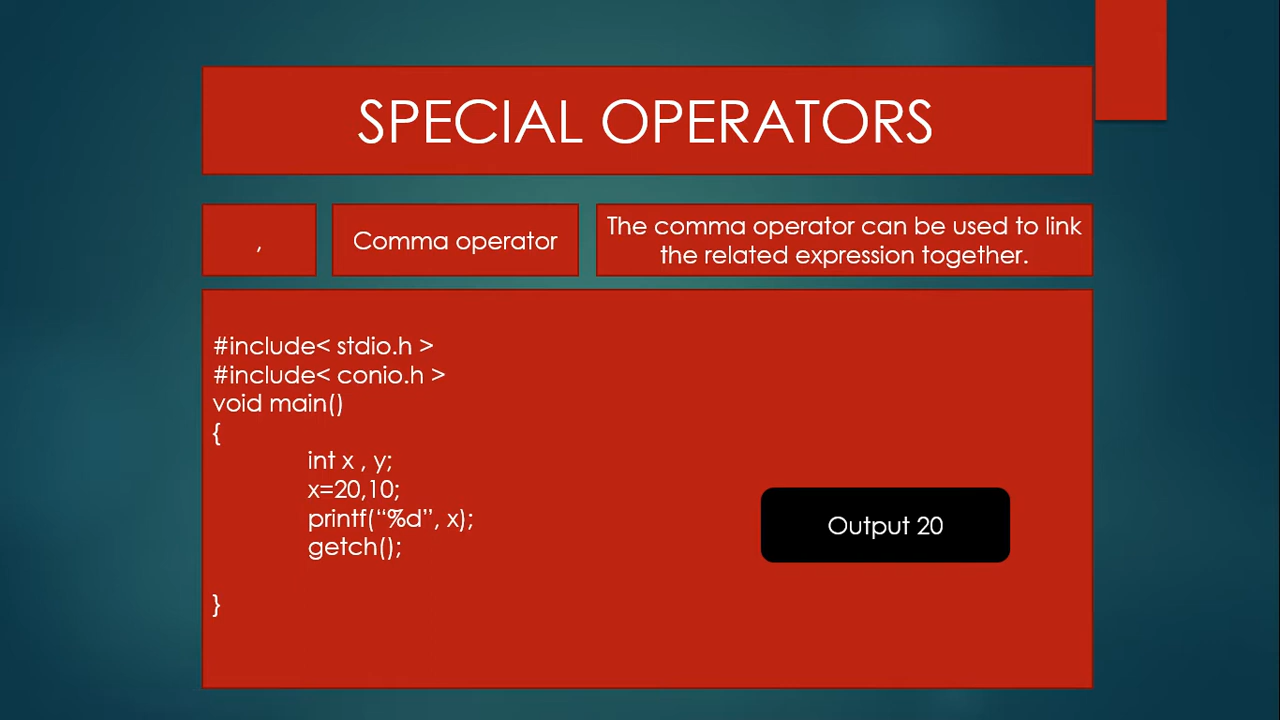 SPECIAL OPERATORS
,
Comma operator
The comma operator can be used to link
the related expression together.
#include< stdio.h >
#include< conio.h >
void main()
{
int x , y;
x=20,10;
printf(“%d”, x);
getch();
}
Output 20